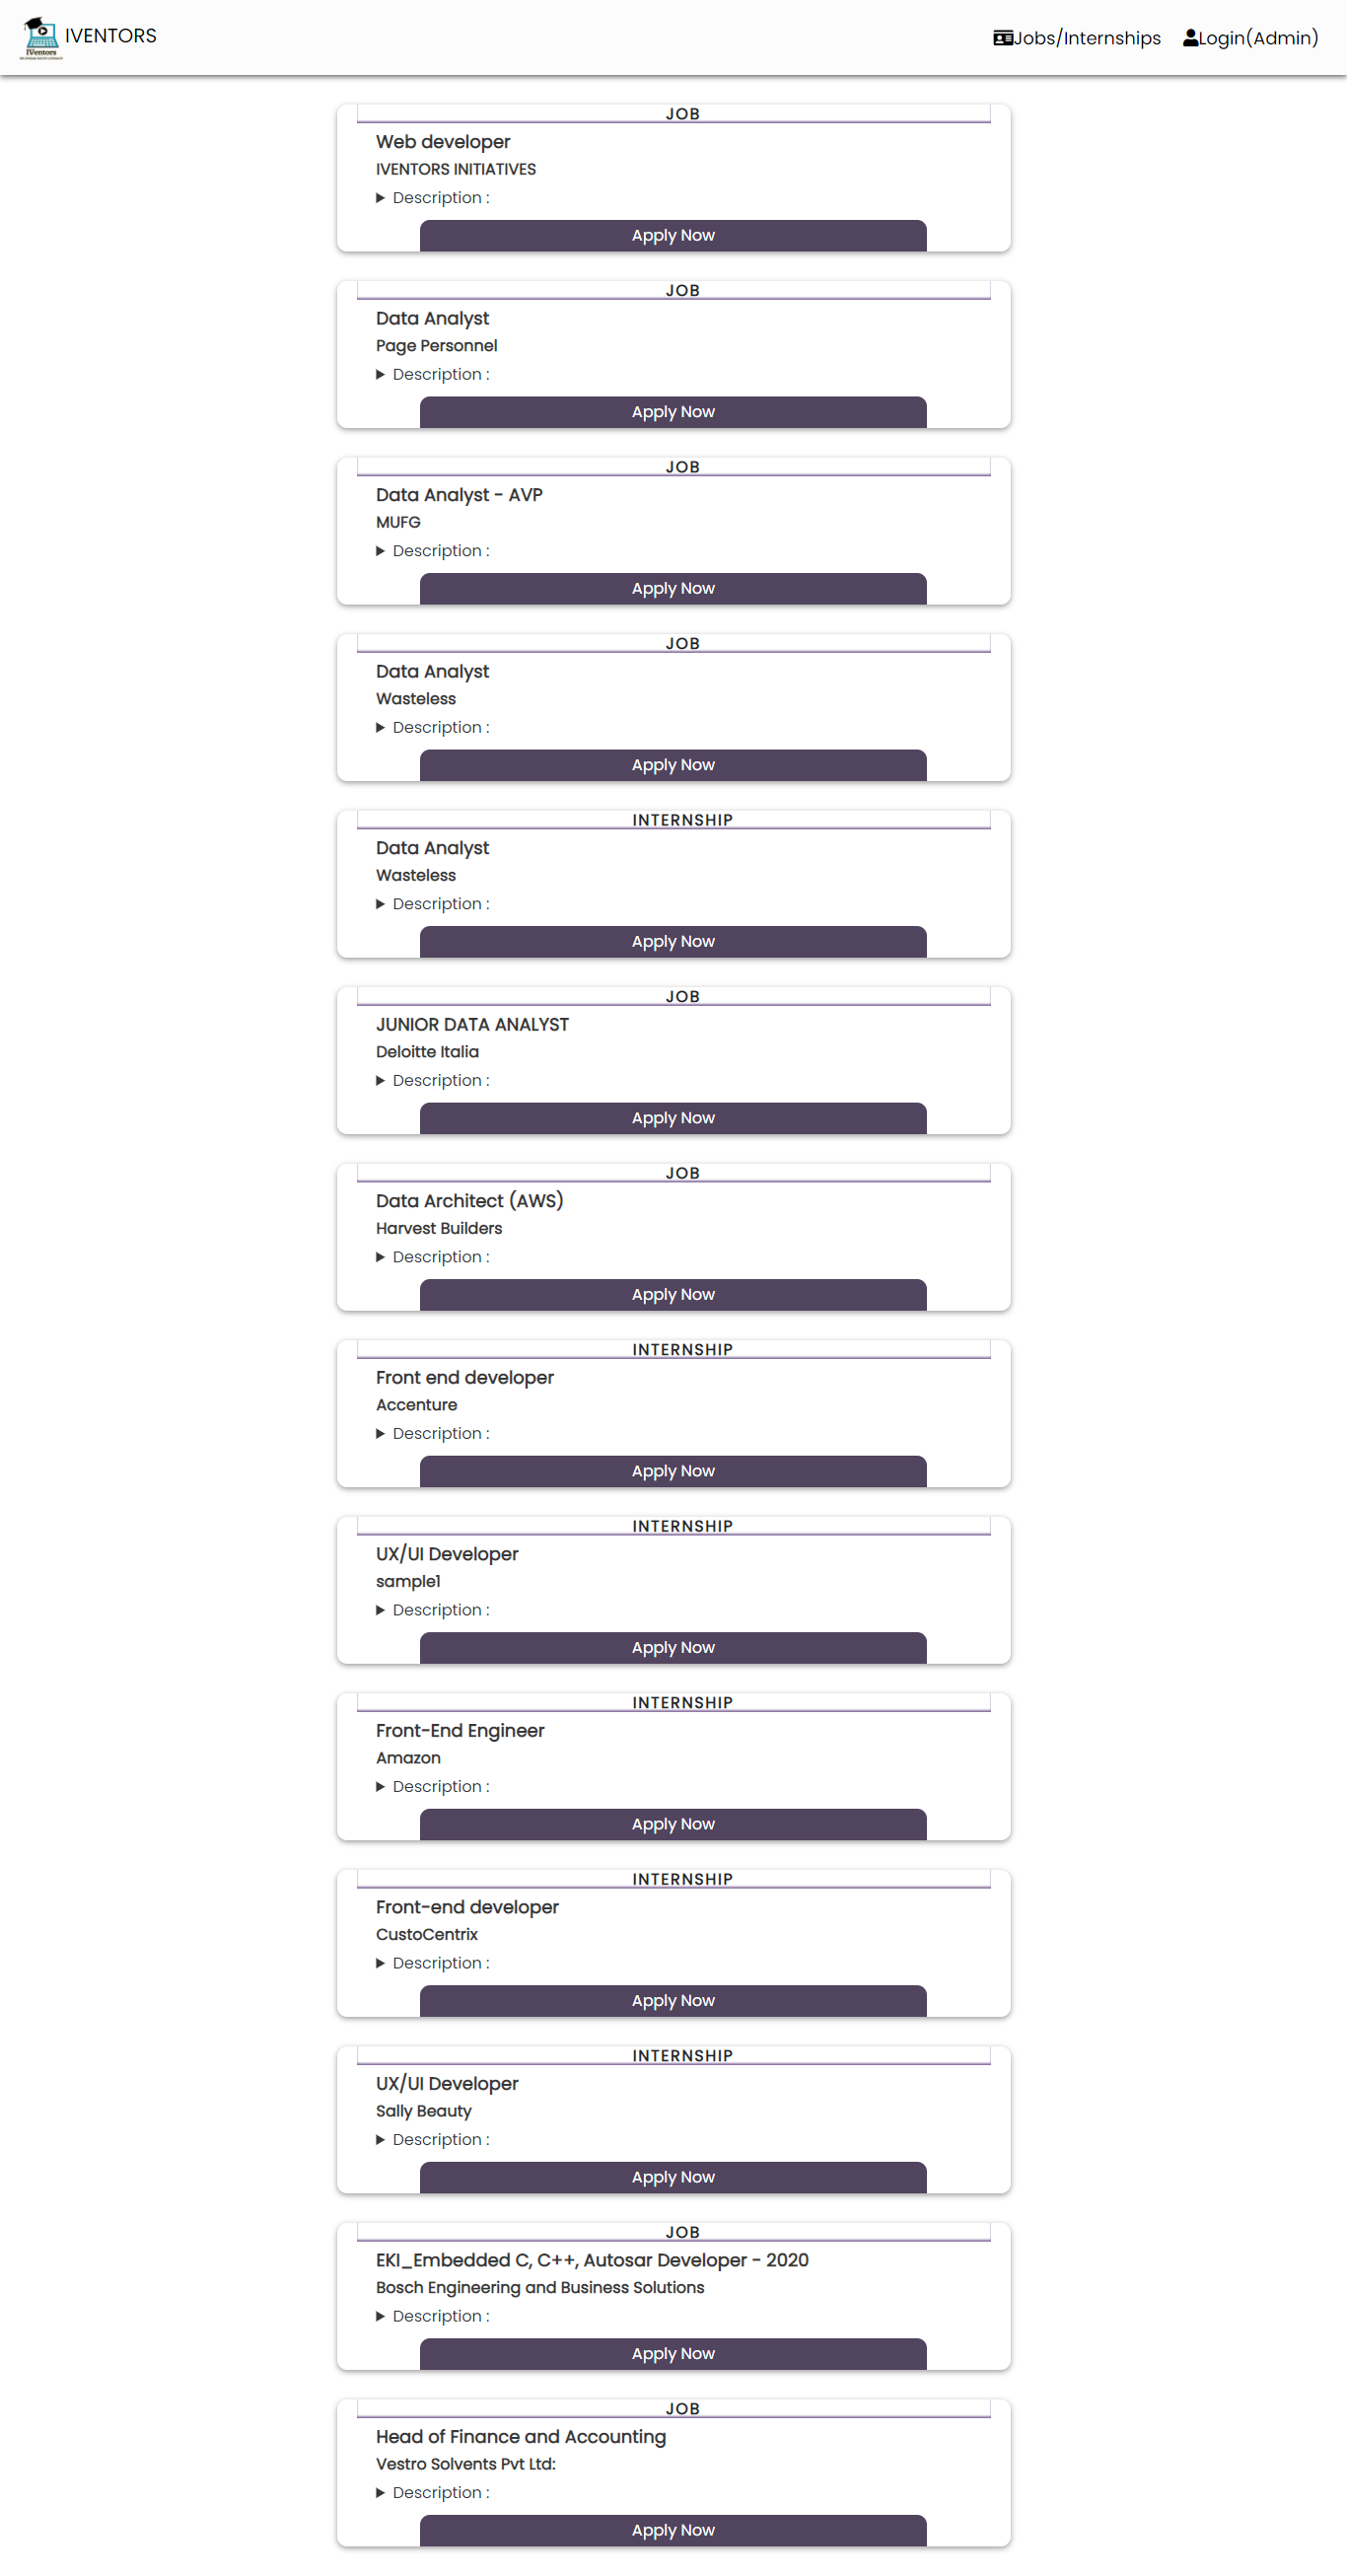 IVentors
IVENTORS
Jobs/Internships
Login(Admin)
JOB
Web developer
IVENTORS INITIATIVES
Description :
Apply Now
JOB
Data Analyst
Page Personnel
Description :
Apply Now
JOB
Data Analyst - AVP
MUFG
Description :
Apply Now
JOB
Data Analyst
Wasteless
Description :
Apply Now
INTERNSHIP
Data Analyst
Wasteless
Description :
Apply Now
JOB
JUNIOR DATA ANALYST
Deloitte Italia
Description :
Apply Now
JOB
Data Architect (AWS)
Harvest Builders
Description :
Apply Now
INTERNSHIP
Front end developer
Accenture
Description :
Apply Now
INTERNSHIP
UX/UI Developer
sample1
Description :
Apply Now
INTERNSHIP
Front-End Engineer
Amazon
Description :
Apply Now
INTERNSHIP
Front-end developer
CustoCentrix
Description :
Apply Now
INTERNSHIP
UX/UI Developer
Sally Beauty
Description :
Apply Now
JOB
EKI_Embedded C, C++, Autosar Developer - 2020
Bosch Engineering and Business Solutions
Description :
Apply Now
JOB
Head of Finance and Accounting
Vestro Solvents Pvt Ltd:
Description :
Apply Now